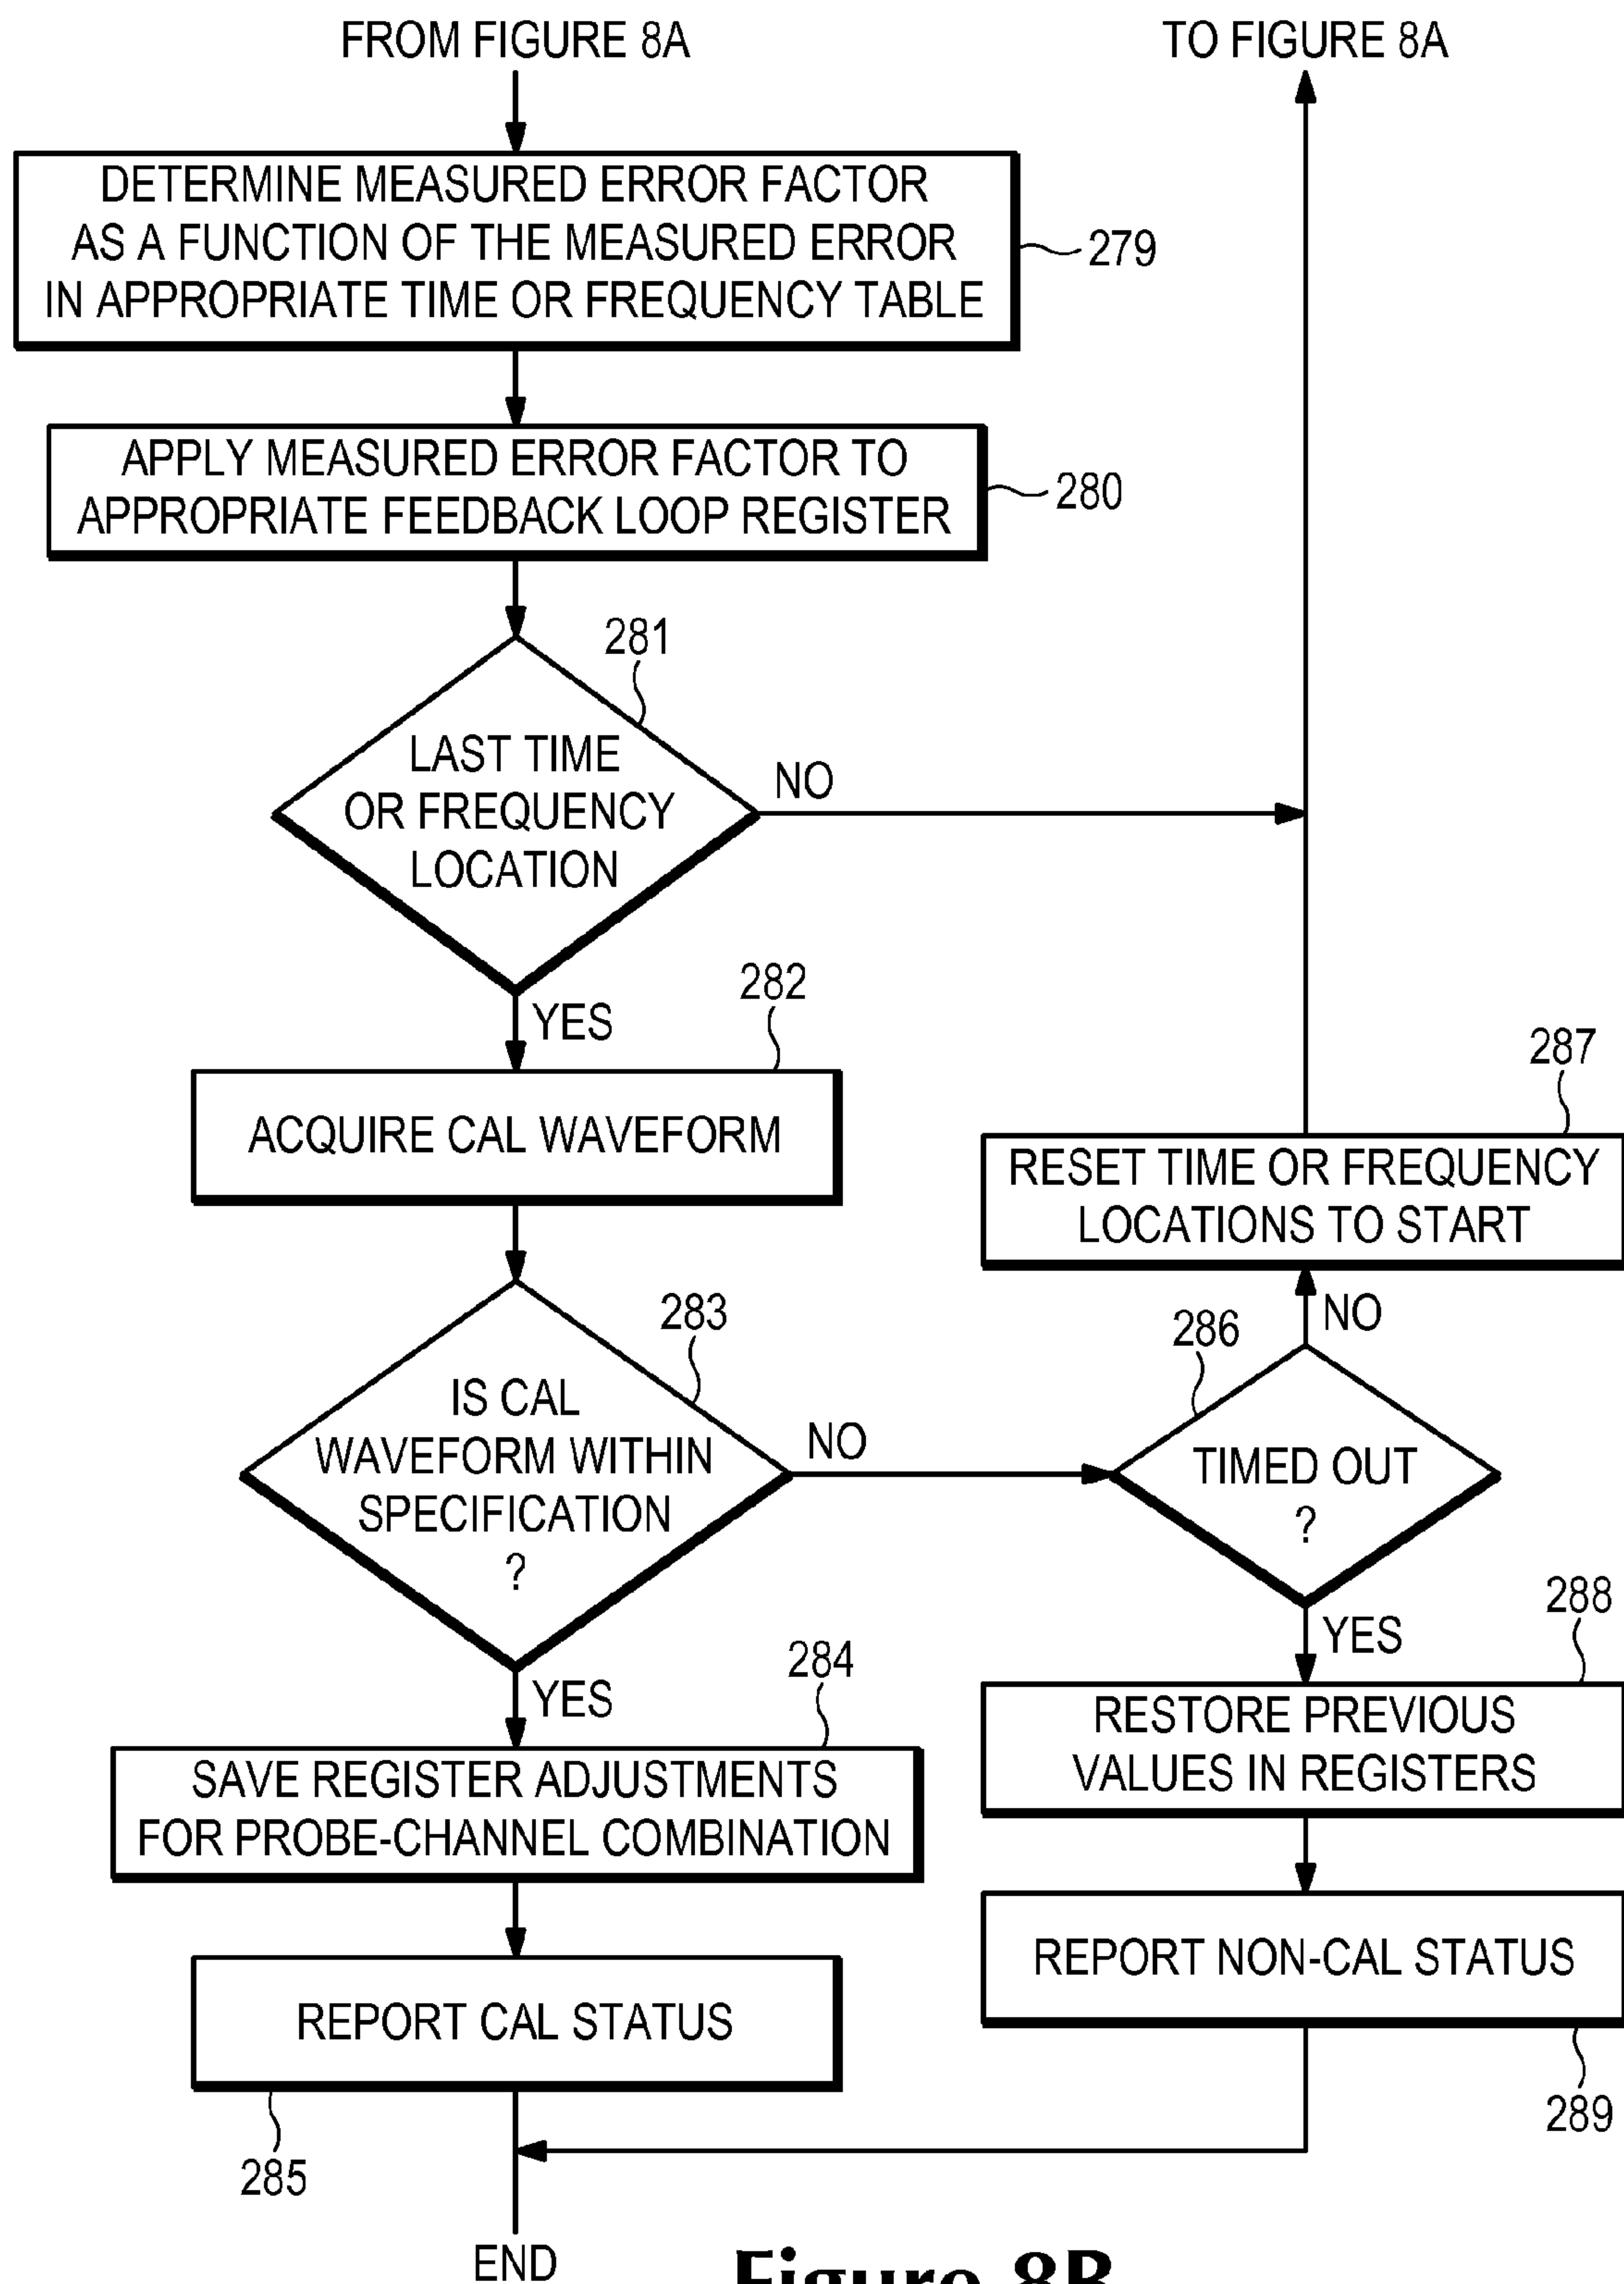 FROM FIGURE 8A
TO FIGURE 8A
DETERMINE MEASURED ERROR FACTOR
AS A FUNCTION OF THE MEASURED ERROR
IN APPROPRIATE TIME OR FREQUENCY TABLE
279
APPLY MEASURED ERROR FACTOR TO
APPROPRIATE FEEDBACK LOOP REGISTER
280
281
LAST TIME
OR FREQUENCY
LOCATION
NO
YES
282
ACQUIRE CAL WAVEFORM
287
RESET TIME OR FREQUENCY
LOCATIONS TO START
283
IS CAL
WAVEFORM WITHIN
SPECIFICATION
?
NO
286
NO
TIMED OUT
?
YES
284
SAVE REGISTER ADJUSTMENTS
FOR PROBE-CHANNEL COMBINATION
YES
288
RESTORE PREVIOUS
VALUES IN REGISTERS
REPORT CAL STATUS
285
REPORT NON-CAL STATUS
289
END
Figure 8B